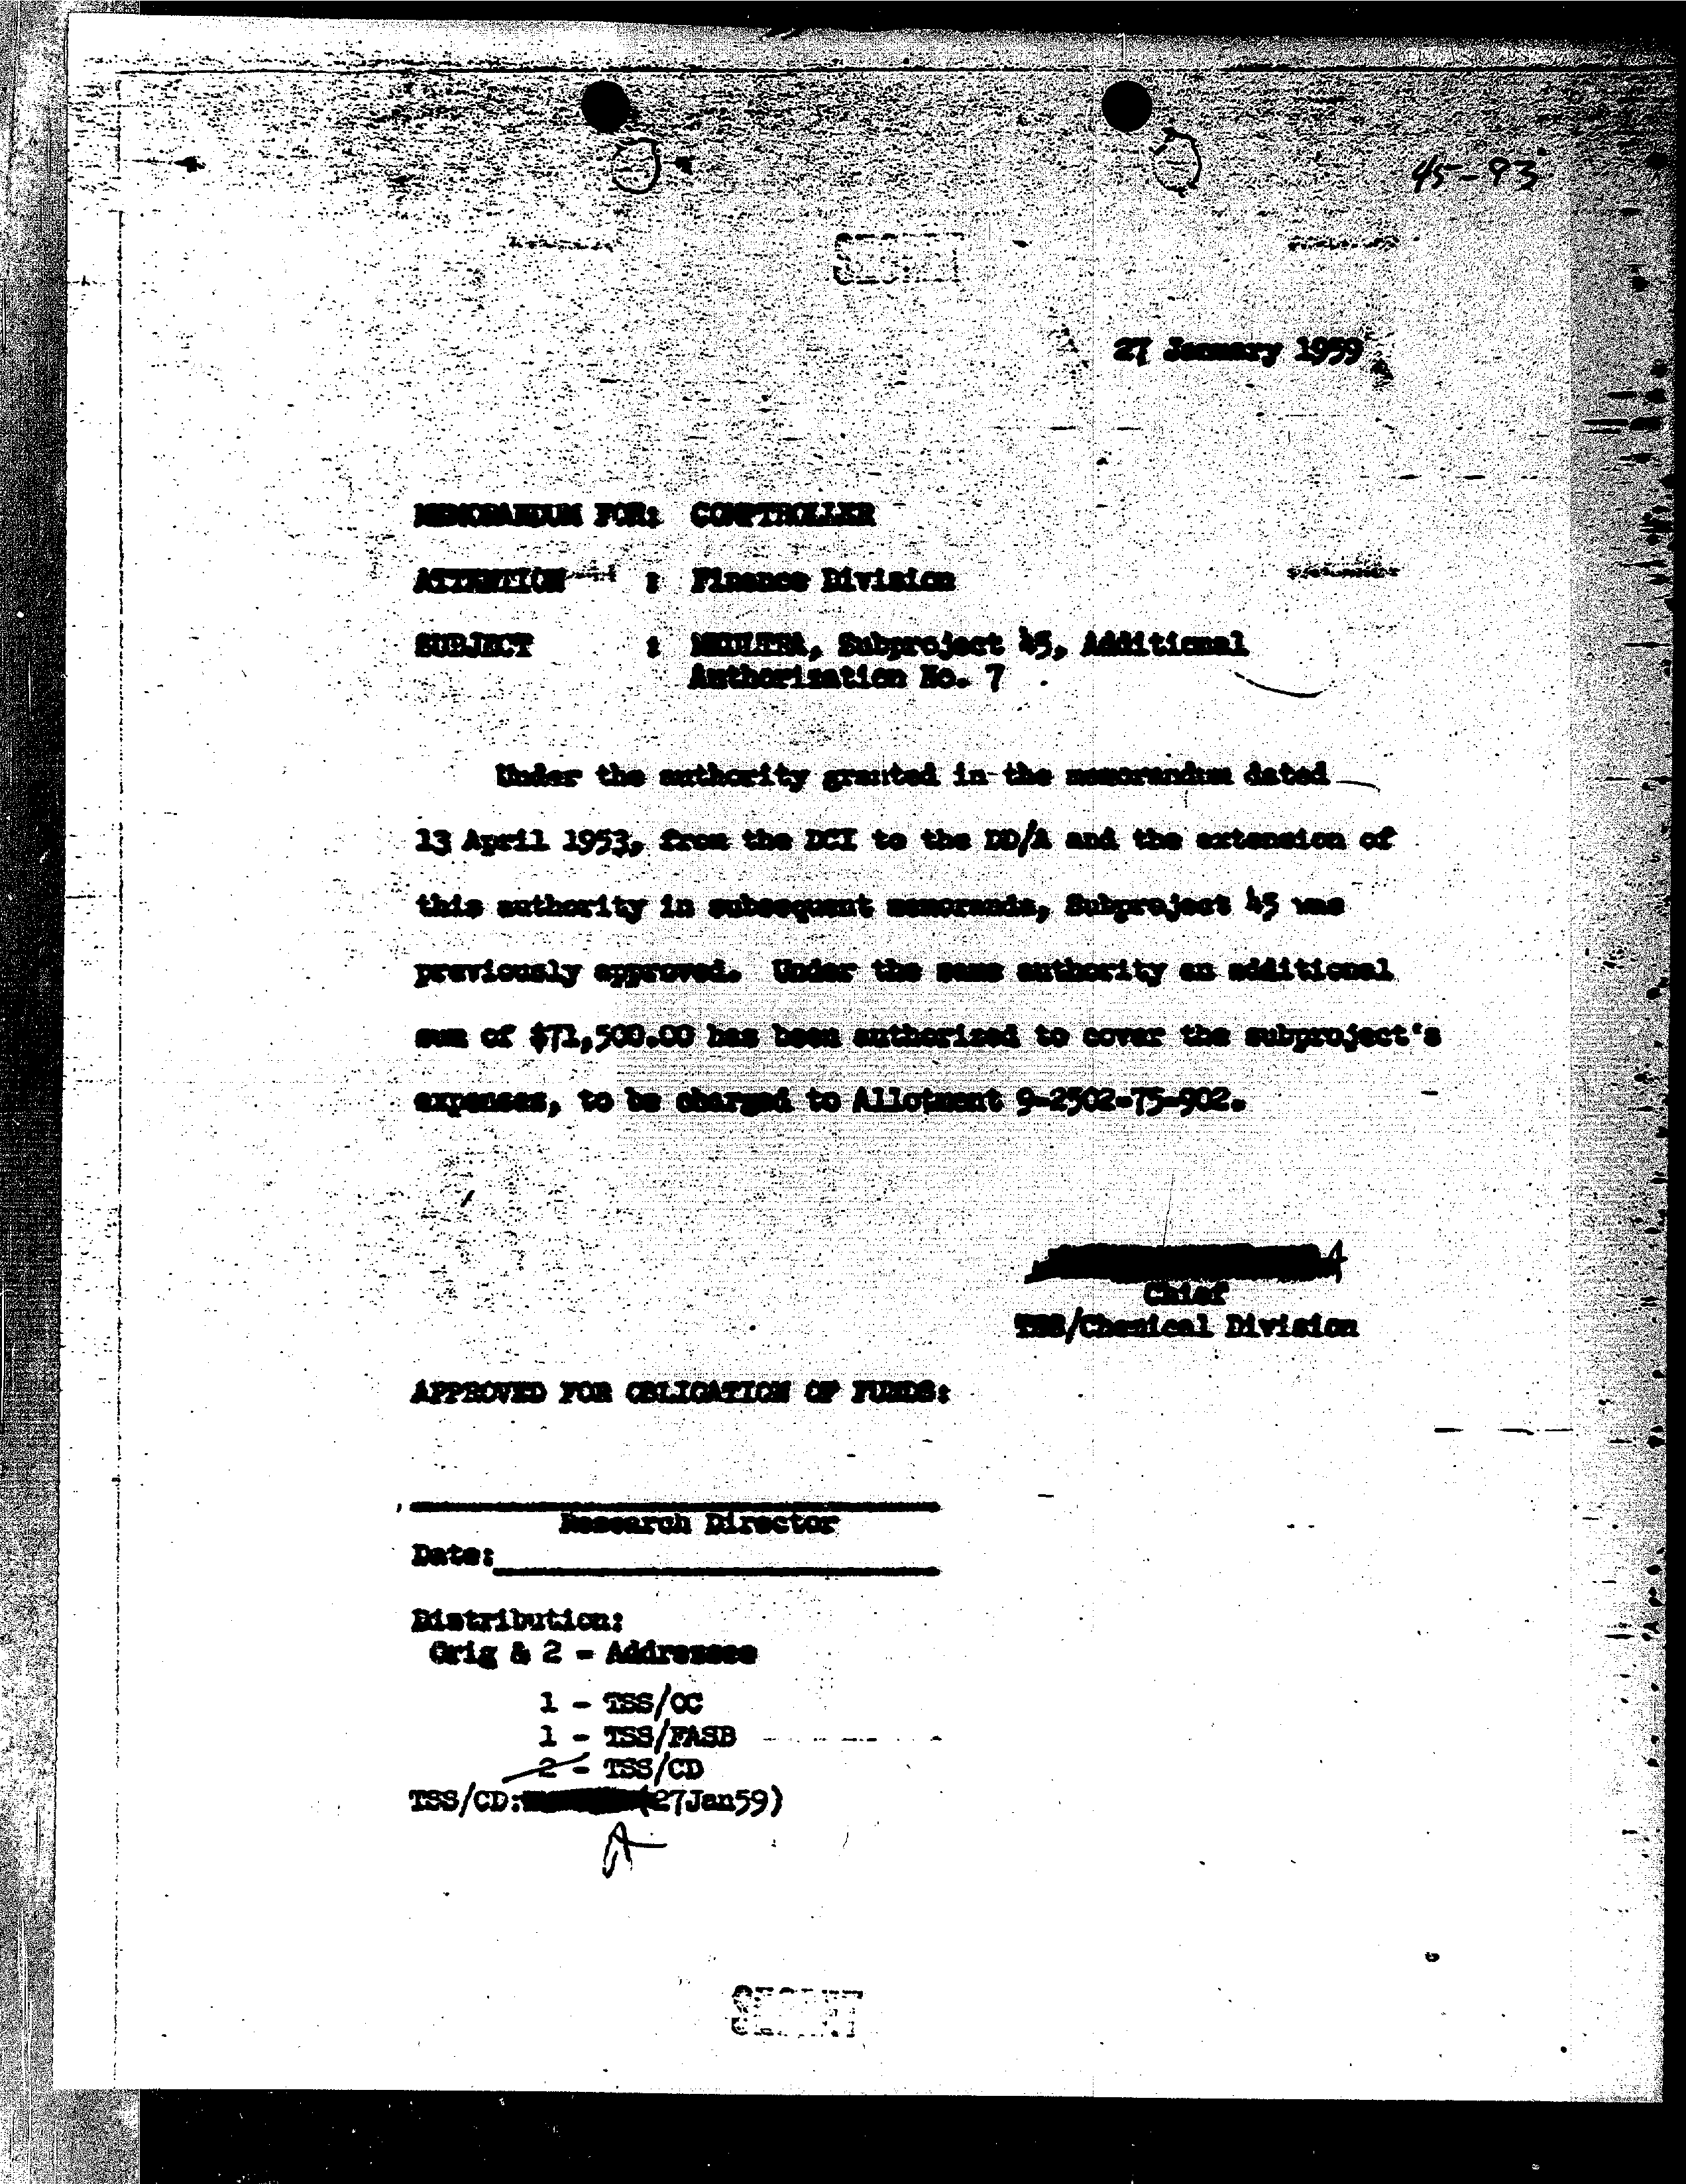 45-93
SECRET
27 January 1959
MEMORANDUM FOR: COMPTROLLER
ATTENTION : Finance Division
SUBJECT : MKULTRA, Subproject 45, Additional
Authorization No. 7
Under the authority granted in the memorandum dated
13 April 1953, from the DCI to the DD/A and the extension of
this authority in subsequent memoranda, Subproject 45 was
previously approved. Under the same authority an additional
sum of $71,500.00 has been authorized to cover the subproject's
expenses, to be charged to Allotment 9-2502-75-902.
Chief
TSS/Chemical Division
APPROVED FOR OBLIGATION OF FUNDS:
Research Director
Date:
Distribution:
Orig & 2 - Addressee
1 - TSS/OC
1 - TSS/FASB
2 - TSS/CD
TSS/CD: (27Jan59)
SECRET